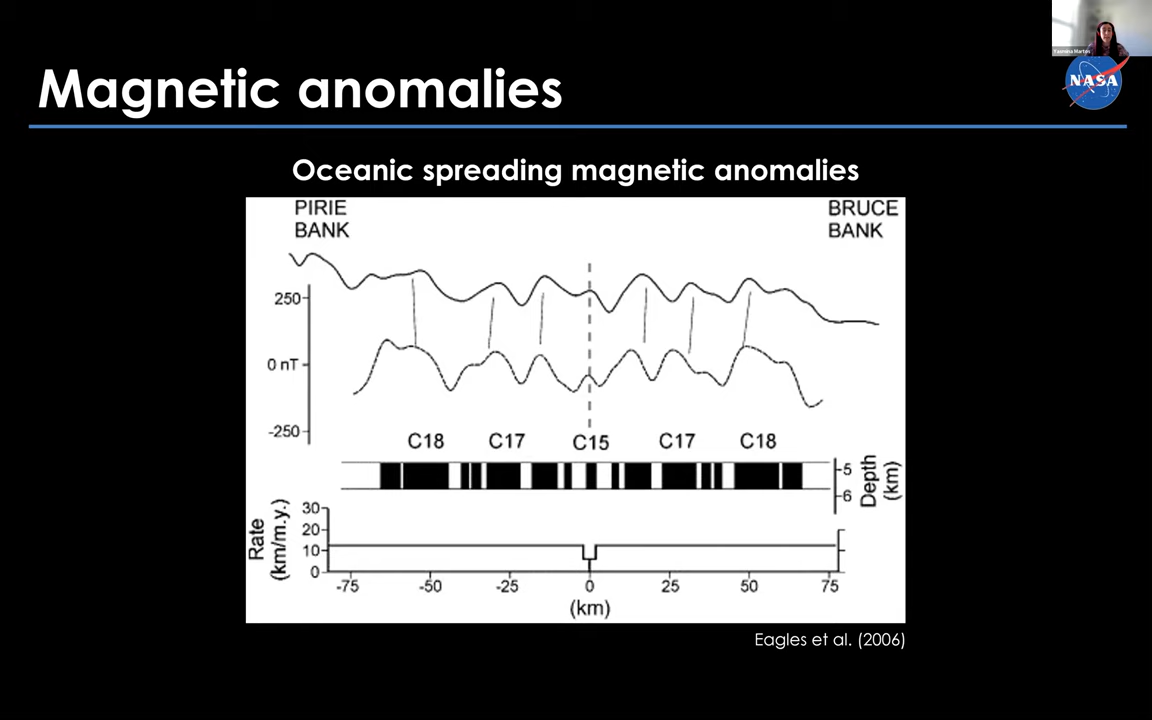 Yasmina Martos
NASA
Magnetic anomalies
Oceanic spreading magnetic anomalies
PIRIE
BANK
BRUCE
BANK
250
0 nT
-250
C18 C17 C15 C17 C18
5
6
Depth
(km)
Rate
(km/m.y.)
30
20
10
0
-75 -50 -25 0 25 50 75
(km)
Eagles et al. (2006)